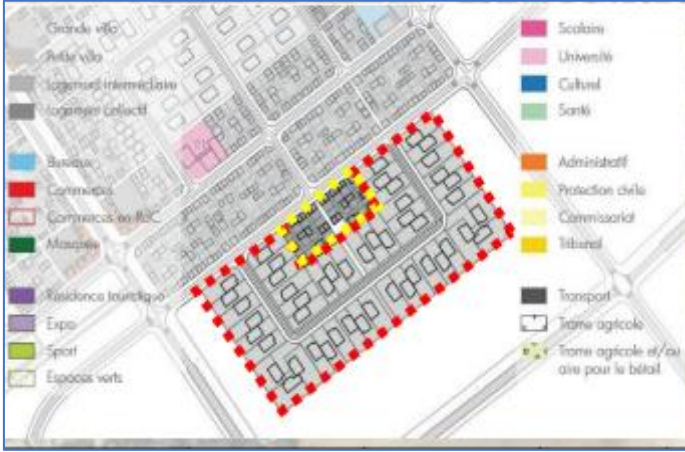 Grande villa
Petite villa
Logement intermédiaire
Logement collectif
Bureaux
Commerces
Commerces en RdC
Mosquée
Résidence touristique
Expo
Sport
Espaces verts
Scolaire
Université
Culturel
Santé
Administratif
Protection civile
Commissariat
Tribunal
Transport
Trame agricole
Trame agricole et/ou
aire pour le bétail